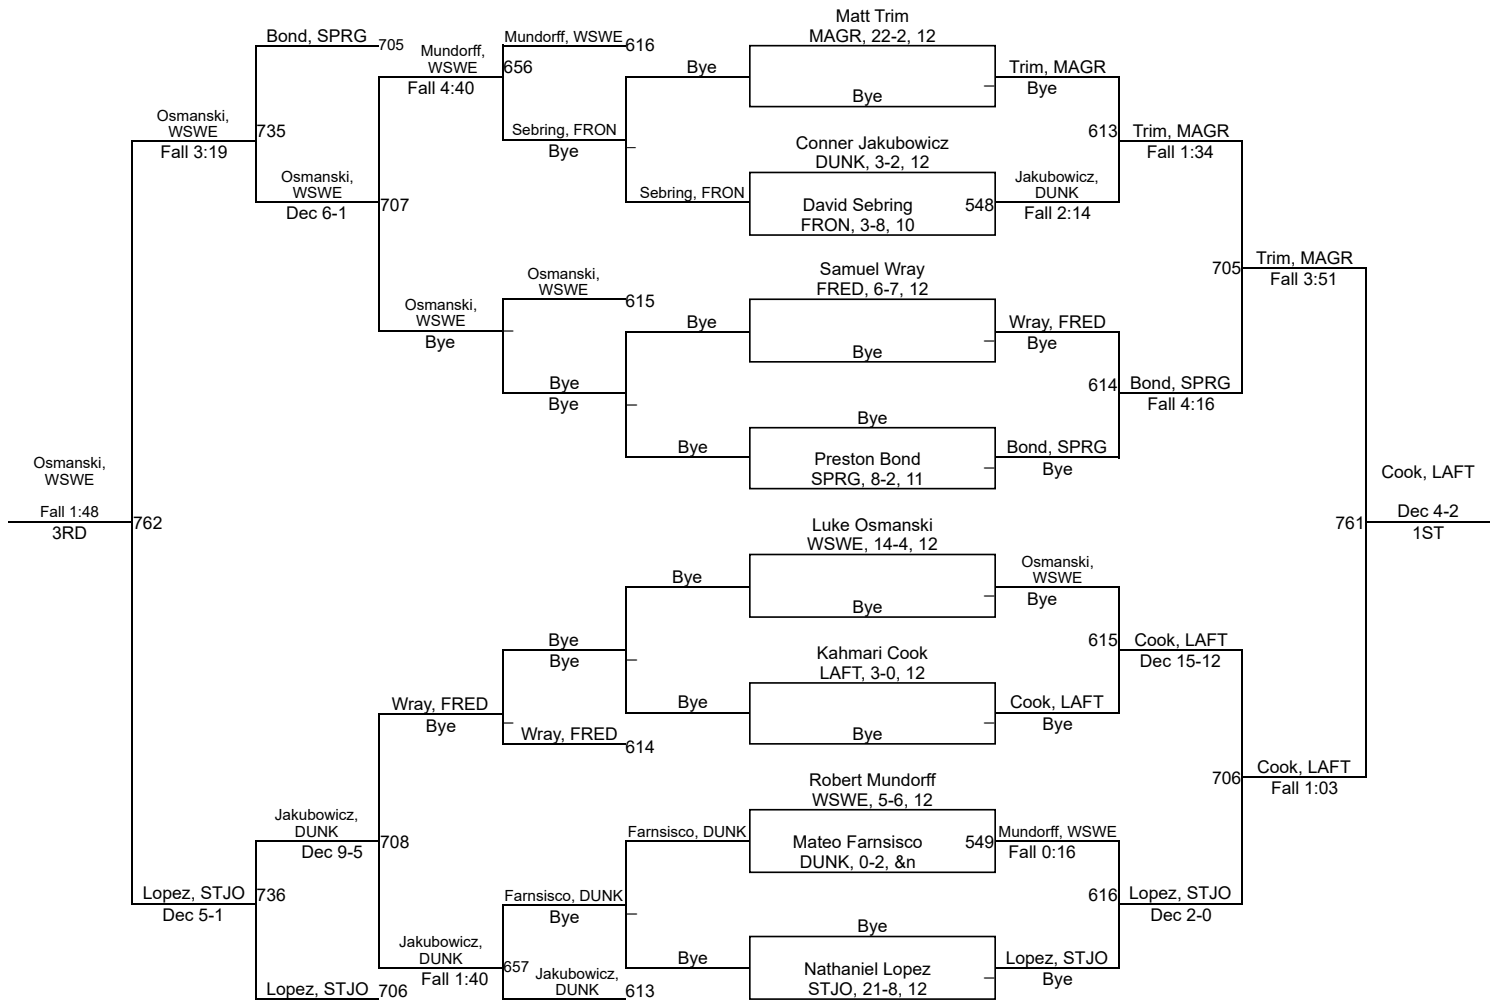 Matt Trim
MAGR, 22-2, 12
Bye
Conner Jakubowicz
DUNK, 3-2, 12
David Sebring
FRON, 3-8, 10
548
Samuel Wray
FRED, 6-7, 12
Bye
Bye
Preston Bond
SPRG, 8-2, 11
Luke Osmanski
WSWE, 14-4, 12
Bye
Kahmari Cook
LAFT, 3-0, 12
Bye
Robert Mundorff
WSWE, 5-6, 12
Mateo Farnsisco
DUNK, 0-2, &n
549
Bye
Nathaniel Lopez
STJO, 21-8, 12
Trim, MAGR
Bye
613
Jakubowicz,
DUNK
Fall 2:14
Wray, FRED
Bye
614
Bond, SPRG
Bye
Osmanski,
WSWE
Bye
615
Cook, LAFT
Bye
Mundorff, WSWE
Fall 0:16
616
Lopez, STJO
Bye
Trim, MAGR
Fall 1:34
705
Bond, SPRG
Fall 4:16
Cook, LAFT
Dec 15-12
706
Lopez, STJO
Dec 2-0
Trim, MAGR
Fall 3:51
761
Cook, LAFT
Fall 1:03
Cook, LAFT
Dec 4-2
1ST
Bye
Sebring, FRON
Bye
Bye
Bye
Bye
Farnsisco, DUNK
Bye
Mundorff, WSWE
616
656
Sebring, FRON
Bye
Osmanski,
WSWE
615
Bye
Bye
Bye
Bye
Wray, FRED
614
Farnsisco, DUNK
Bye
657
Jakubowicz,
DUNK
613
Mundorff,
WSWE
Fall 4:40
707
Osmanski,
WSWE
Bye
Wray, FRED
Bye
708
Jakubowicz,
DUNK
Fall 1:40
Bond, SPRG
705
735
Osmanski,
WSWE
Dec 6-1
Jakubowicz,
DUNK
Dec 9-5
736
Lopez, STJO
706
Osmanski,
WSWE
Fall 3:19
762
Lopez, STJO
Dec 5-1
Osmanski,
WSWE
Fall 1:48
3RD